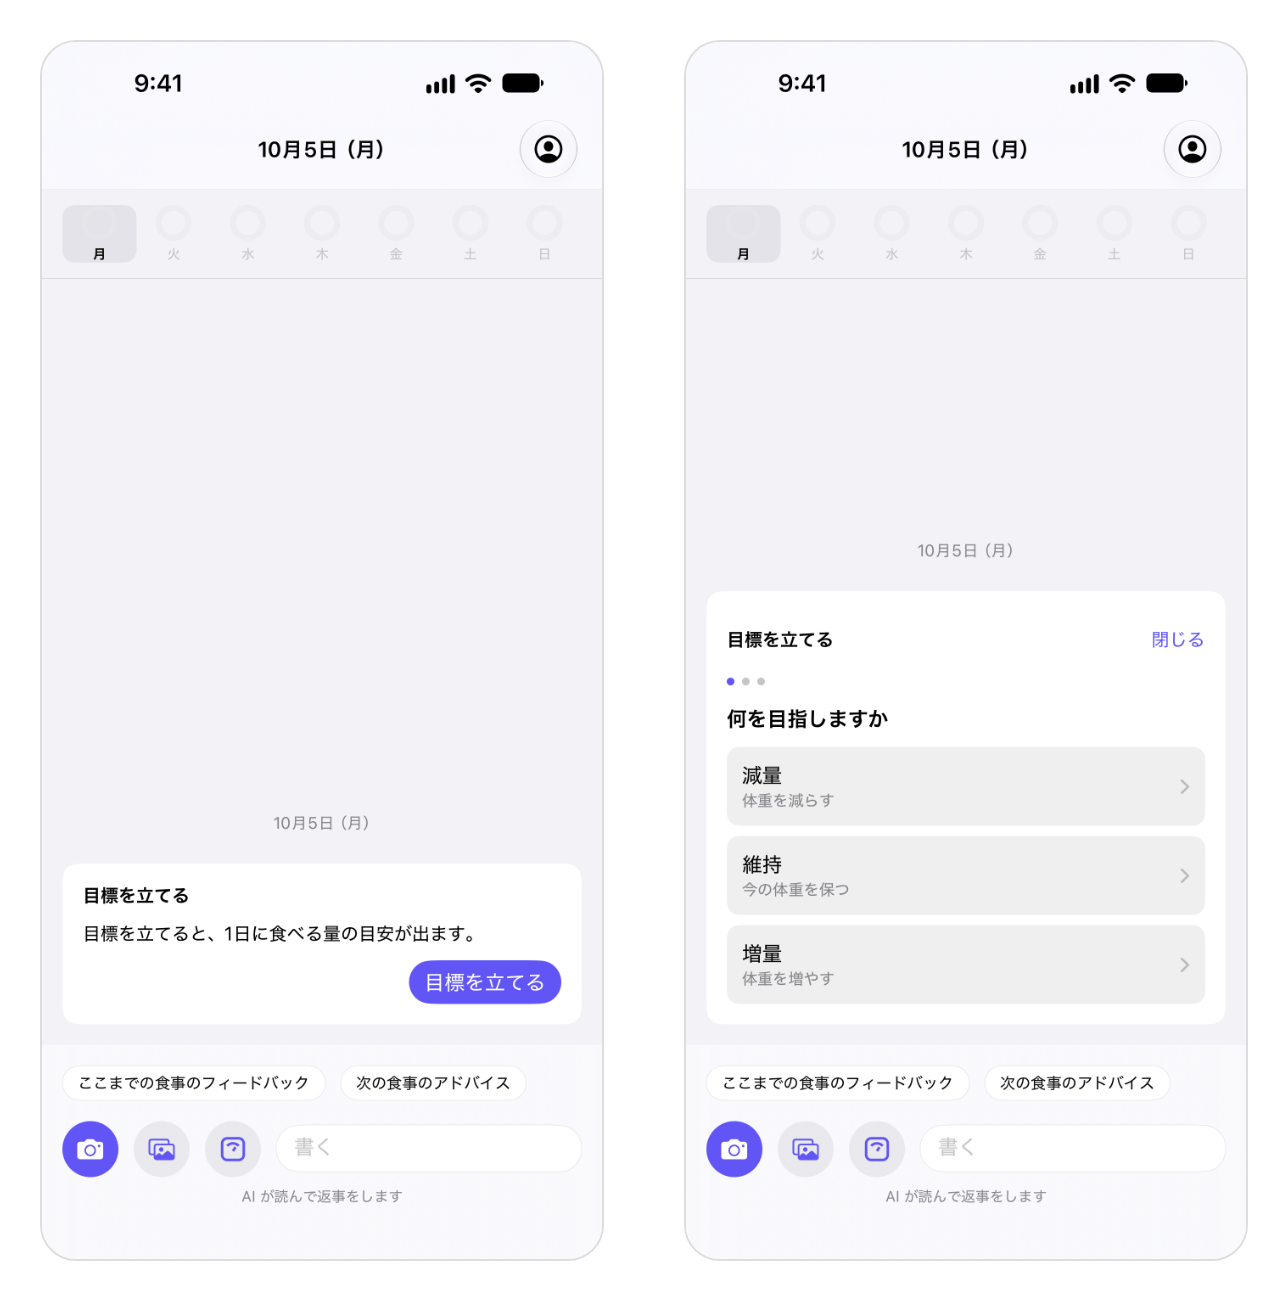 9:41
10月5日（月）
月 火 水 木 金 土 日
10月5日（月）
目標を立てる
目標を立てると、1日に食べる量の目安が出ます。
目標を立てる
ここまでの食事のフィードバック 次の食事のアドバイス
書く
AI が読んで返事をします
9:41
10月5日（月）
月 火 水 木 金 土 日
10月5日（月）
目標を立てる 閉じる
何を目指しますか
減量
体重を減らす
維持
今の体重を保つ
増量
体重を増やす
ここまでの食事のフィードバック 次の食事のアドバイス
書く
AI が読んで返事をします